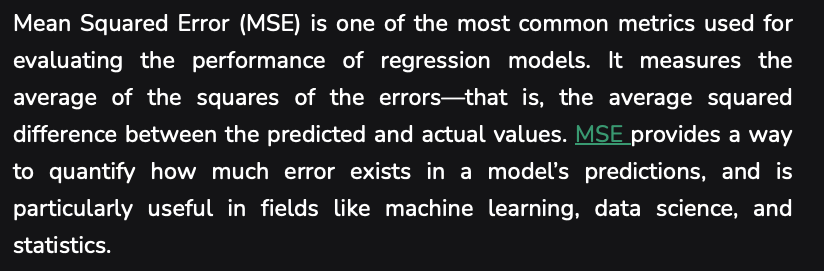 Mean Squared Error (MSE) is one of the most common metrics used for
evaluating the performance of regression models. It measures the
average of the squares of the errors—that is, the average squared
difference between the predicted and actual values. MSE provides a way
to quantify how much error exists in a model’s predictions, and is
particularly useful in fields like machine learning, data science, and
statistics.